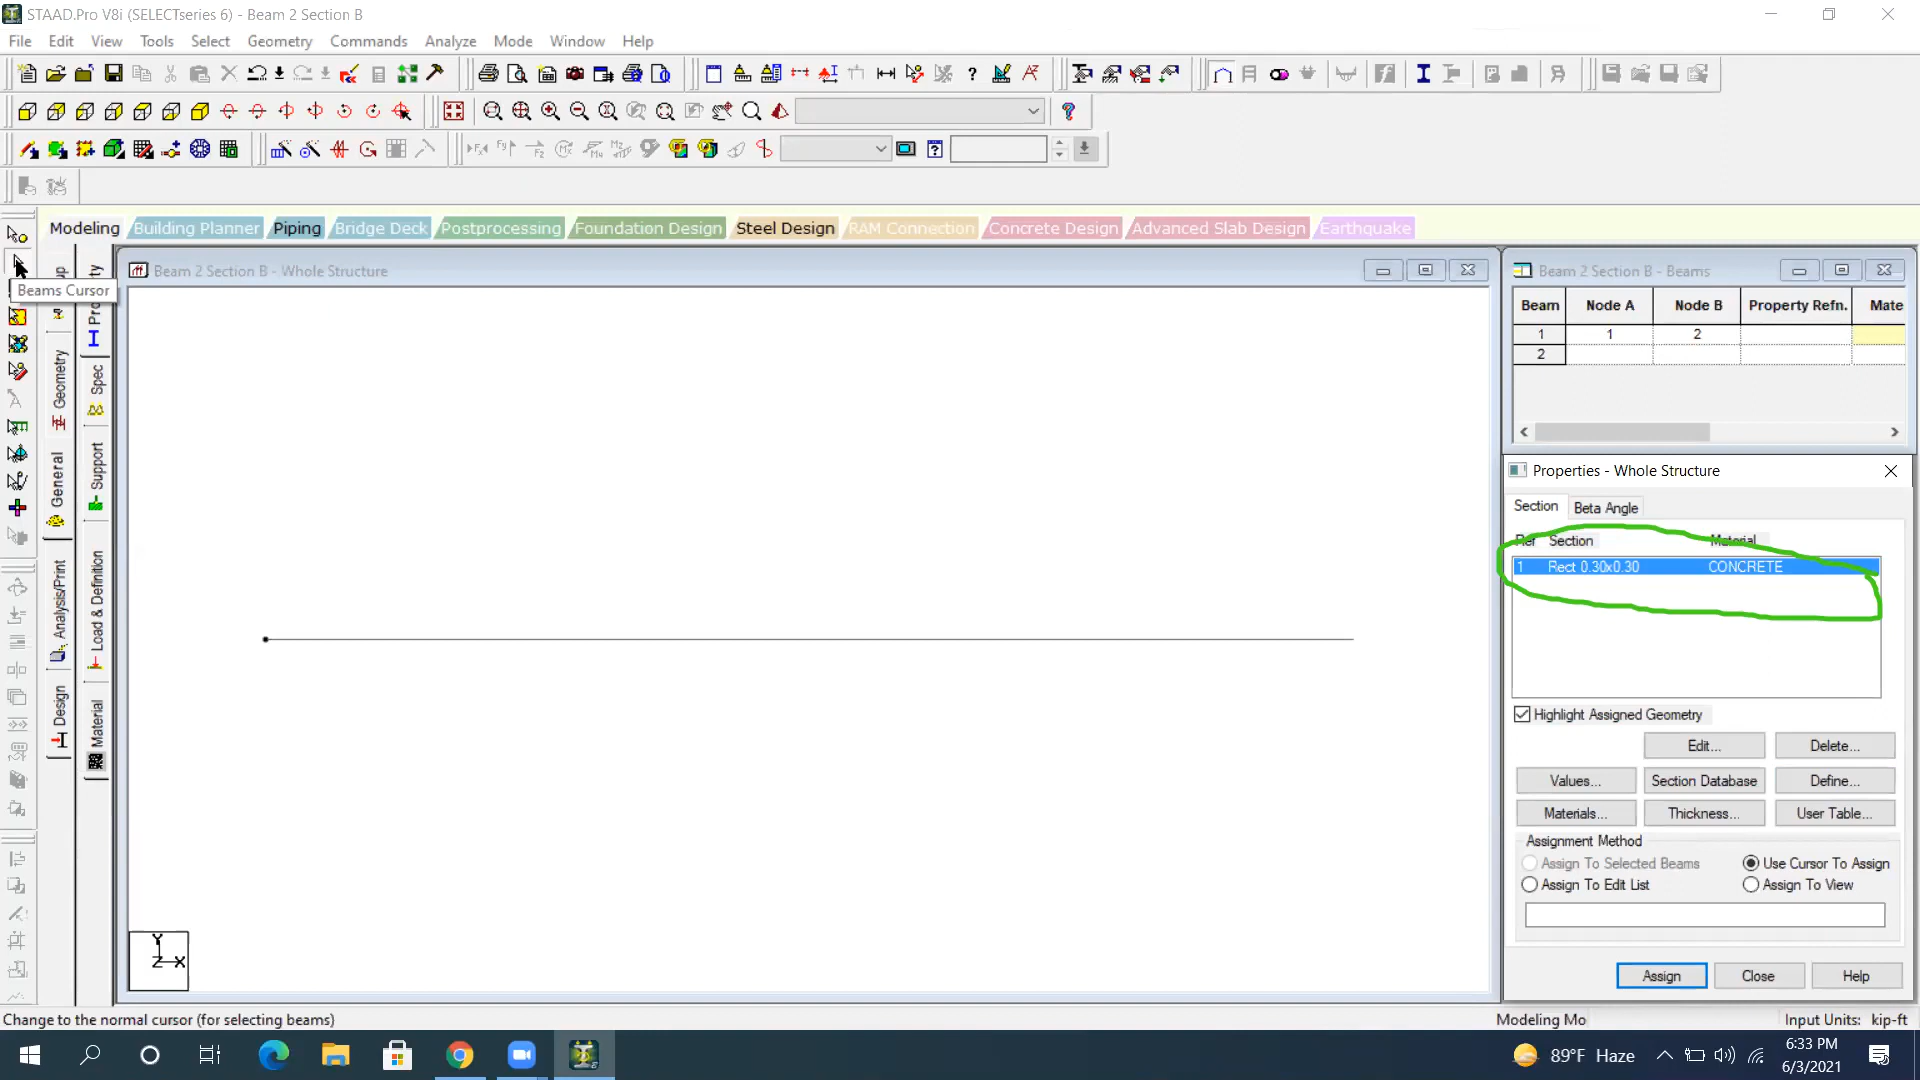 STAAD.Pro V8i (SELECTseries 6) - Beam 2 Section B
File Edit View Tools Select Geometry Commands Analyze Mode Window Help
Modeling Building Planner Piping Bridge Deck Postprocessing Foundation Design Steel Design RAM Connection Concrete Design Advanced Slab Design Earthquake
Beam 2 Section B - Whole Structure
Beams Cursor
Geometry
General
Analysis/Print
Design
Spec
Support
Load & Definition
Material
Y
Z X
Beam 2 Section B - Beams
Beam Node A Node B Property Refn. Mate
1 1 2
2
Properties - Whole Structure
Section Beta Angle
Ref Section Material
1 Rect 0.30x0.30 CONCRETE
Highlight Assigned Geometry
Edit... Delete...
Values... Section Database Define...
Materials... Thickness... User Table...
Assignment Method
Assign To Selected Beams Use Cursor To Assign
Assign To Edit List Assign To View
Assign Close Help
Change to the normal cursor (for selecting beams) Modeling Mo Input Units: kip-ft
89°F Haze
6:33 PM
6/3/2021